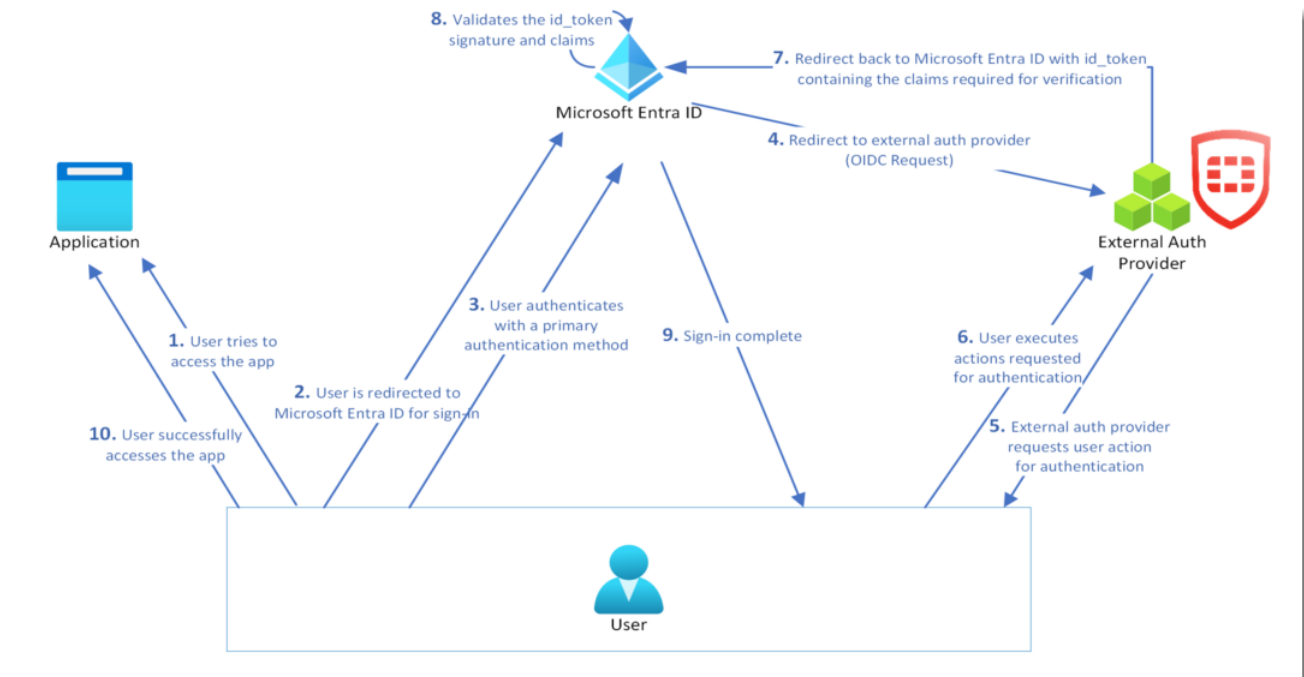 8. Validates the id_token
signature and claims
7. Redirect back to Microsoft Entra ID with id_token
containing the claims required for verification
Microsoft Entra ID
4. Redirect to external auth provider
(OIDC Request)
Application
External Auth
Provider
3. User authenticates
with a primary
authentication method
9. Sign-in complete
6. User executes
actions requested
for authentication
1. User tries to
access the app
2. User is redirected to
Microsoft Entra ID for sign-in
10. User successfully
accesses the app
5. External auth provider
requests user action
for authentication
User